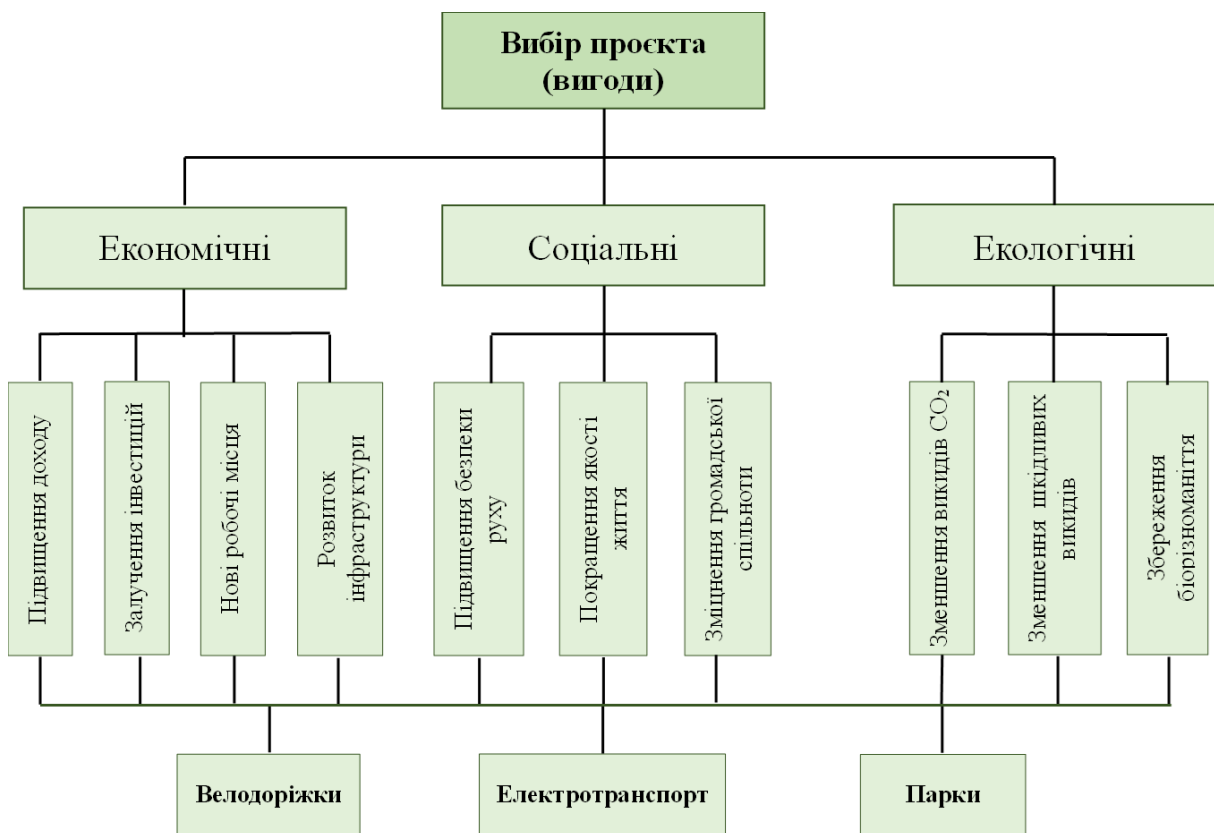 Вибір проєкта
(вигоди)
Економічні
Соціальні
Екологічні
Підвищення доходу
Залучення інвестицій
Нові робочі місця
Розвиток
інфраструктури
Підвищення безпеки
руху
Покращення якості
життя
Зміцнення громадської
спільноти
Зменшення викидів CO₂
Зменшення шкідливих
викидів
Збереження
біорізноманіття
Велодоріжки
Електротранспорт
Парки